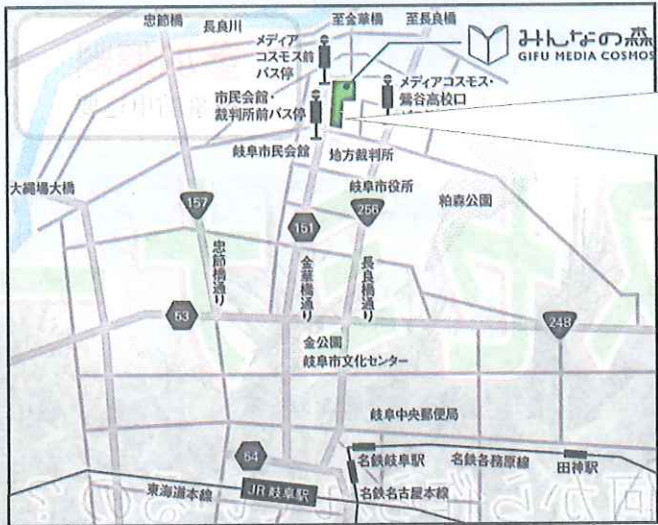 忠節橋
長良川
至金華橋
至長良橋
メディア
コスモス前
バス停
みんなの森
GIFU MEDIA COSMOS
市民会館・
裁判所前バス停
メディアコスモス・
鶯谷高校口
岐阜市民会館
地方裁判所
大縄場大橋
岐阜市役所
粕森公園
157
151
256
忠節橋通り
金華橋通り
長良橋通り
53
248
金公園
岐阜市文化センター
岐阜中央郵便局
54
名鉄岐阜駅
名鉄各務原線
田神駅
東海道本線
JR 岐阜駅
名鉄名古屋本線